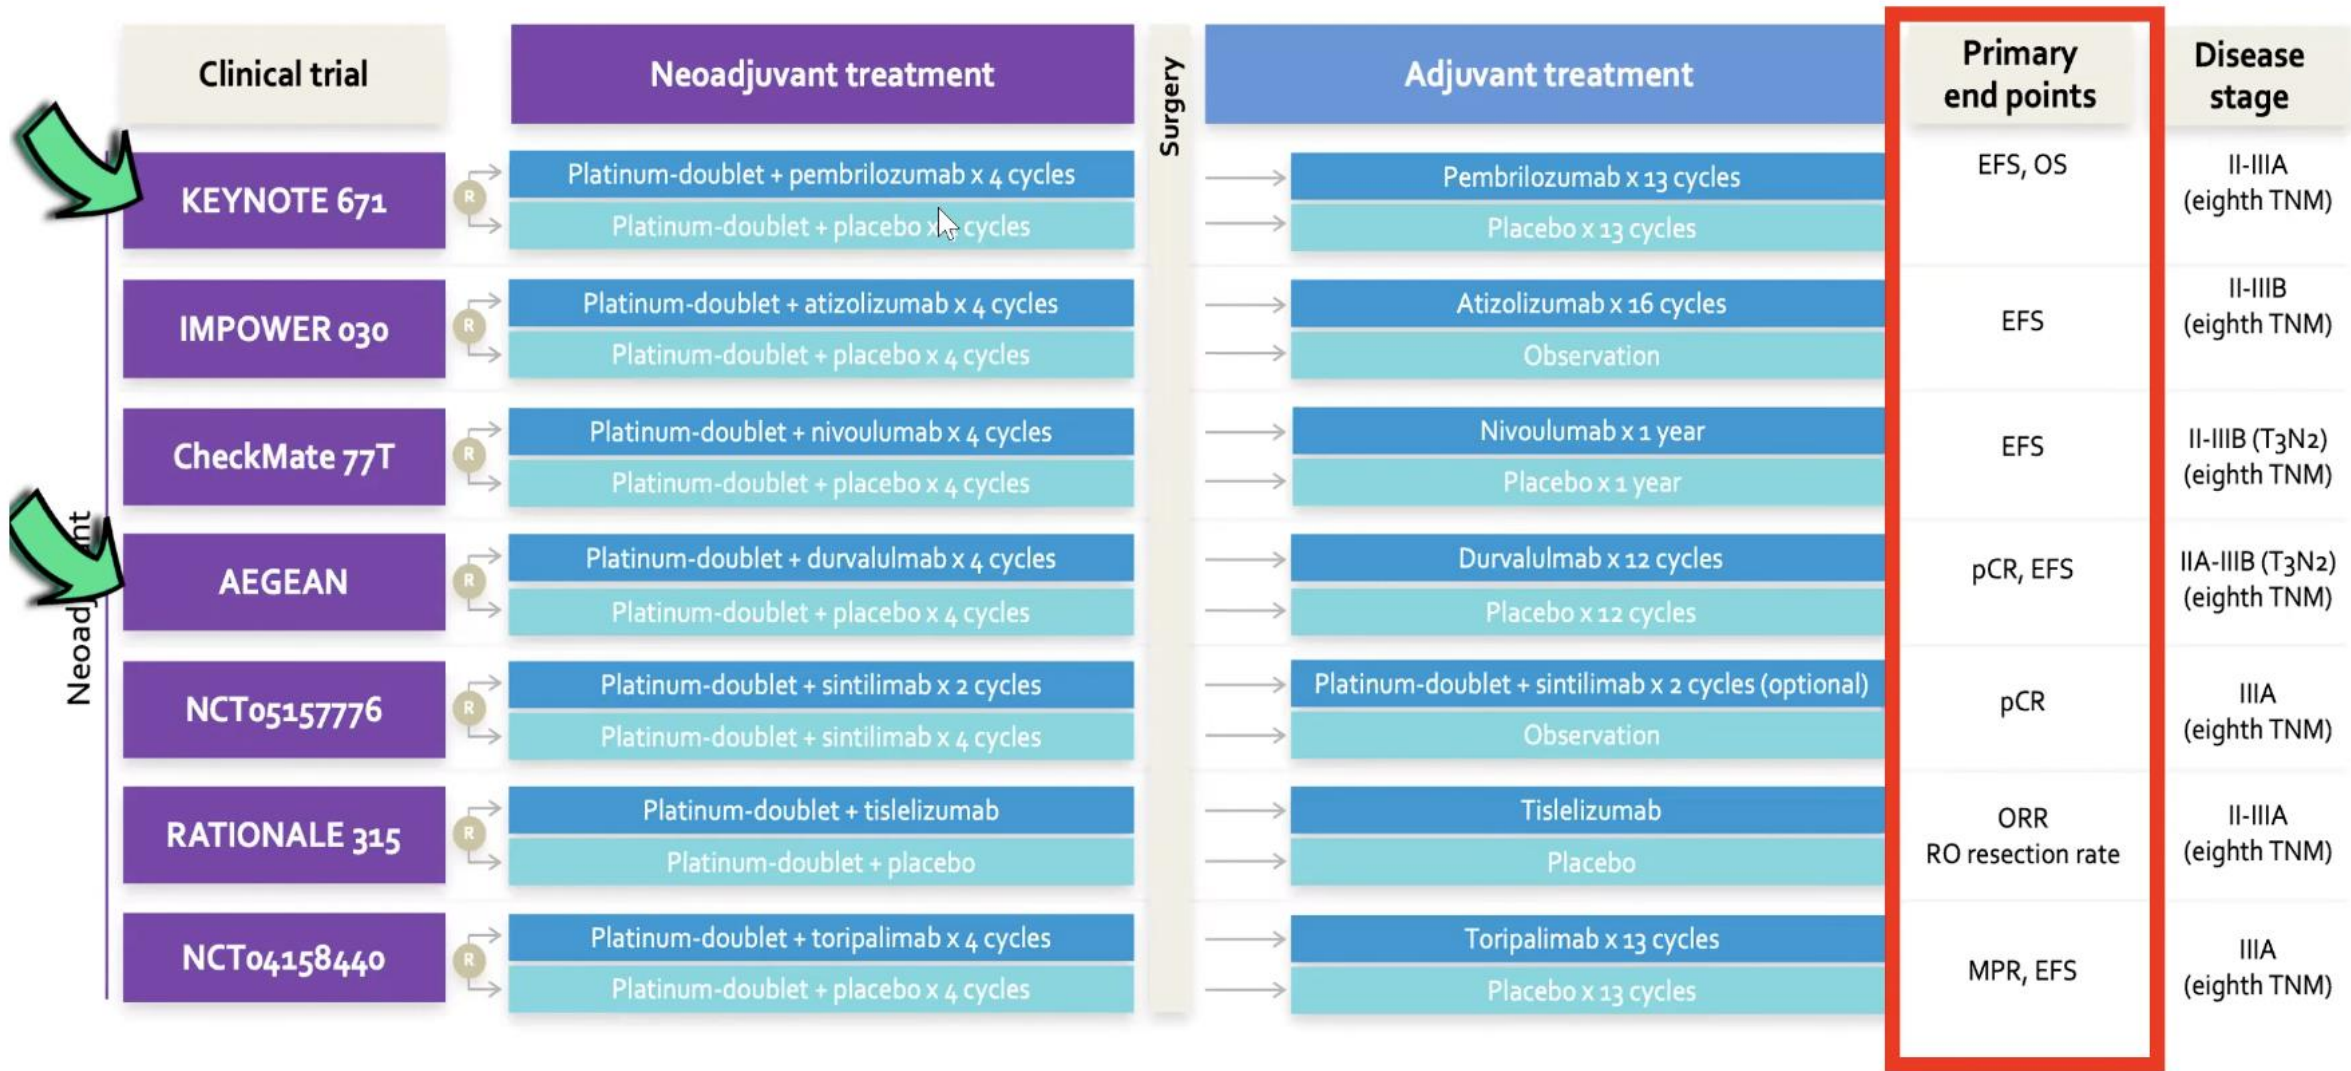 Clinical trial
Neoadjuvant treatment
Surgery
Adjuvant treatment
Primary
end points
Disease
stage
KEYNOTE 671
R
Platinum-doublet + pembrilozumab x 4 cycles
Platinum-doublet + placebo x cycles
Pembrilozumab x 13 cycles
Placebo x 13 cycles
EFS, OS
II-IIIA
(eighth TNM)
IMPOWER 030
R
Platinum-doublet + atizolizumab x 4 cycles
Platinum-doublet + placebo x 4 cycles
Atizolizumab x 16 cycles
Observation
EFS
II-IIIB
(eighth TNM)
CheckMate 77T
R
Platinum-doublet + nivoulumab x 4 cycles
Platinum-doublet + placebo x 4 cycles
Nivoulumab x 1 year
Placebo x 1 year
EFS
II-IIIB (T3N2)
(eighth TNM)
AEGEAN
R
Platinum-doublet + durvalulmab x 4 cycles
Platinum-doublet + placebo x 4 cycles
Durvalulmab x 12 cycles
Placebo x 12 cycles
pCR, EFS
IIA-IIIB (T3N2)
(eighth TNM)
NCT05157776
R
Platinum-doublet + sintilimab x 2 cycles
Platinum-doublet + sintilimab x 4 cycles
Platinum-doublet + sintilimab x 2 cycles (optional)
Observation
pCR
IIIA
(eighth TNM)
RATIONALE 315
R
Platinum-doublet + tislelizumab
Platinum-doublet + placebo
Tislelizumab
Placebo
ORR
RO resection rate
II-IIIA
(eighth TNM)
NCT04158440
R
Platinum-doublet + toripalimab x 4 cycles
Platinum-doublet + placebo x 4 cycles
Toripalimab x 13 cycles
Placebo x 13 cycles
MPR, EFS
IIIA
(eighth TNM)